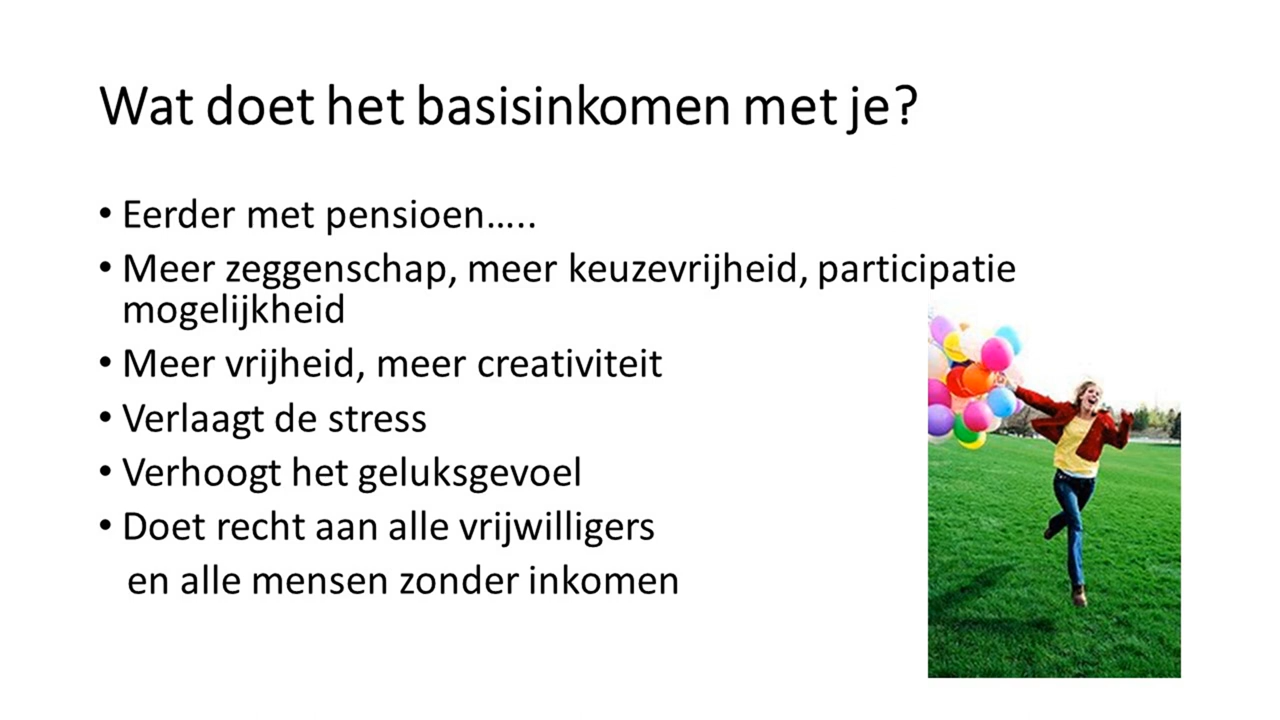 Wat doet het basisinkomen met je?
• Eerder met pensioen.....
• Meer zeggenschap, meer keuzevrijheid, participatie
mogelijkheid
• Meer vrijheid, meer creativiteit
• Verlaagt de stress
• Verhoogt het geluksgevoel
• Doet recht aan alle vrijwilligers
en alle mensen zonder inkomen